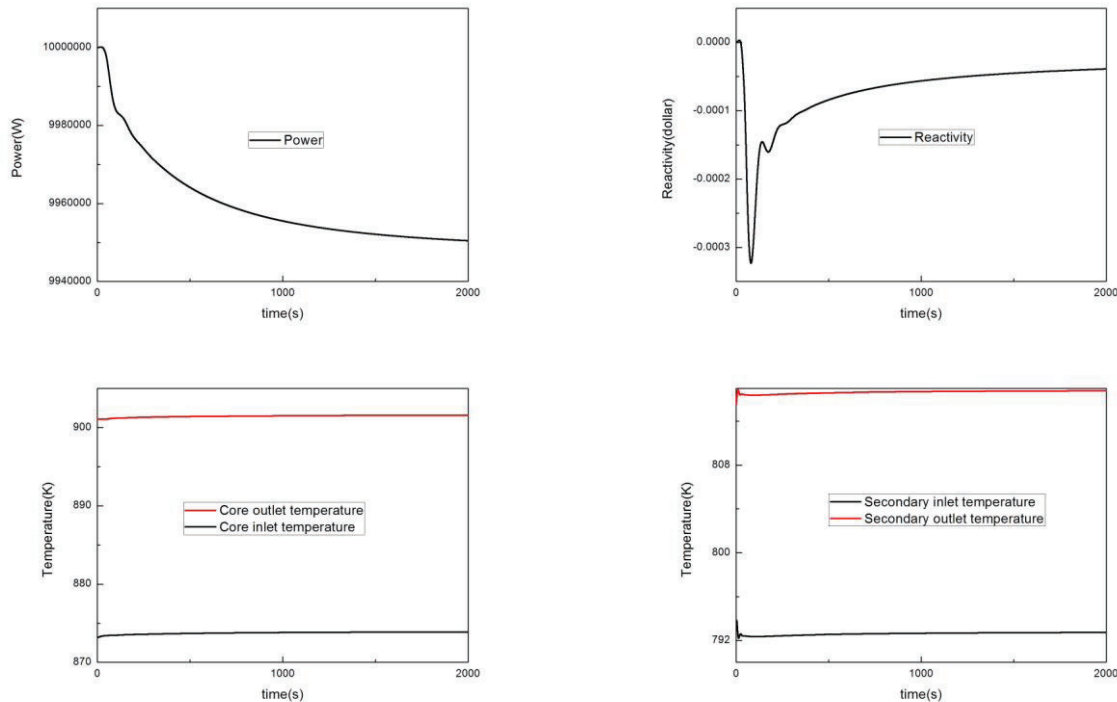 10000000
9980000
9960000
9940000
Power(W)
Power
0
1000
2000
time(s)
0.0000
-0.0001
-0.0002
-0.0003
Reactivity(dollar)
Reactivity
0
1000
2000
time(s)
900
890
880
870
Temperature(K)
Core outlet temperature
Core inlet temperature
0
1000
2000
time(s)
808
800
792
Temperature(K)
Secondary inlet temperature
Secondary outlet temperature
0
1000
2000
time(s)